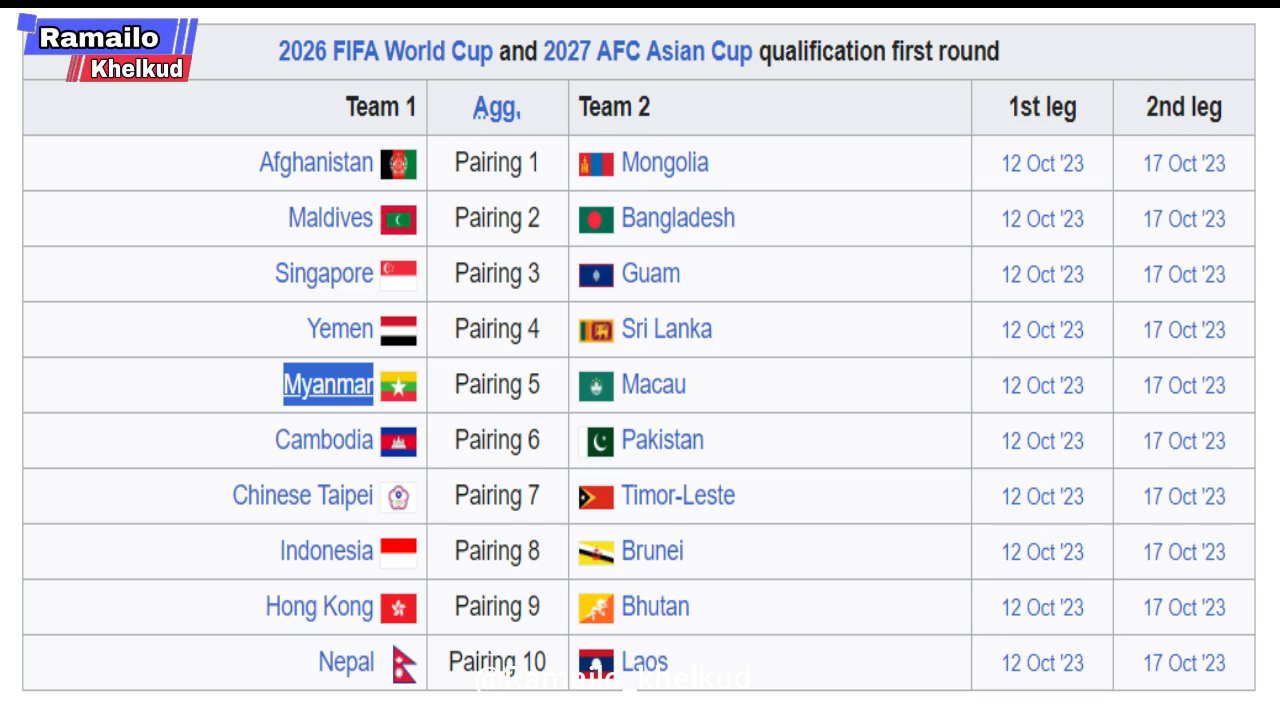 Ramailo
Khelkud
2026 FIFA World Cup and 2027 AFC Asian Cup qualification first round
Team 1 Agg. Team 2 1st leg 2nd leg
Afghanistan Pairing 1 Mongolia 12 Oct '23 17 Oct '23
Maldives Pairing 2 Bangladesh 12 Oct '23 17 Oct '23
Singapore Pairing 3 Guam 12 Oct '23 17 Oct '23
Yemen Pairing 4 Sri Lanka 12 Oct '23 17 Oct '23
Myanmar Pairing 5 Macau 12 Oct '23 17 Oct '23
Cambodia Pairing 6 Pakistan 12 Oct '23 17 Oct '23
Chinese Taipei Pairing 7 Timor-Leste 12 Oct '23 17 Oct '23
Indonesia Pairing 8 Brunei 12 Oct '23 17 Oct '23
Hong Kong Pairing 9 Bhutan 12 Oct '23 17 Oct '23
Nepal Pairing 10 Laos 12 Oct '23 17 Oct '23
@Ramailo_khelkud